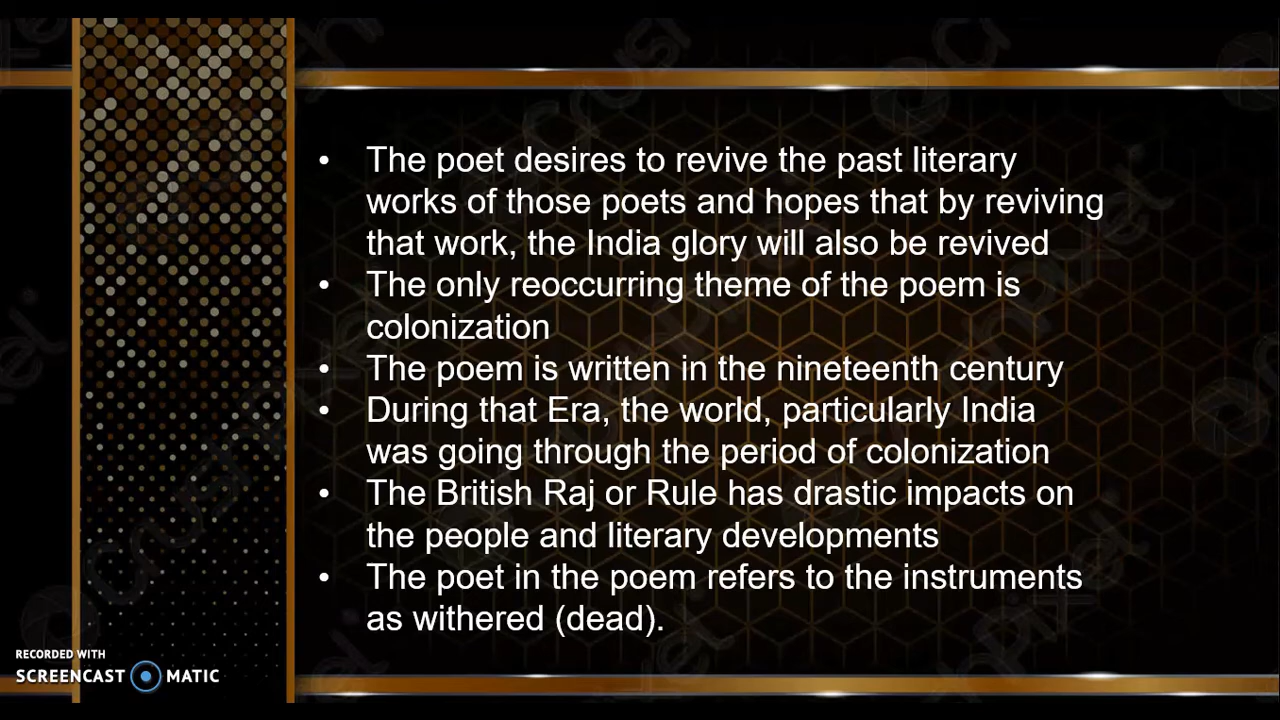 • The poet desires to revive the past literary
works of those poets and hopes that by reviving
that work, the India glory will also be revived
• The only reoccurring theme of the poem is
colonization
• The poem is written in the nineteenth century
• During that Era, the world, particularly India
was going through the period of colonization
• The British Raj or Rule has drastic impacts on
the people and literary developments
• The poet in the poem refers to the instruments
as withered (dead).
RECORDED WITH
SCREENCAST MATIC